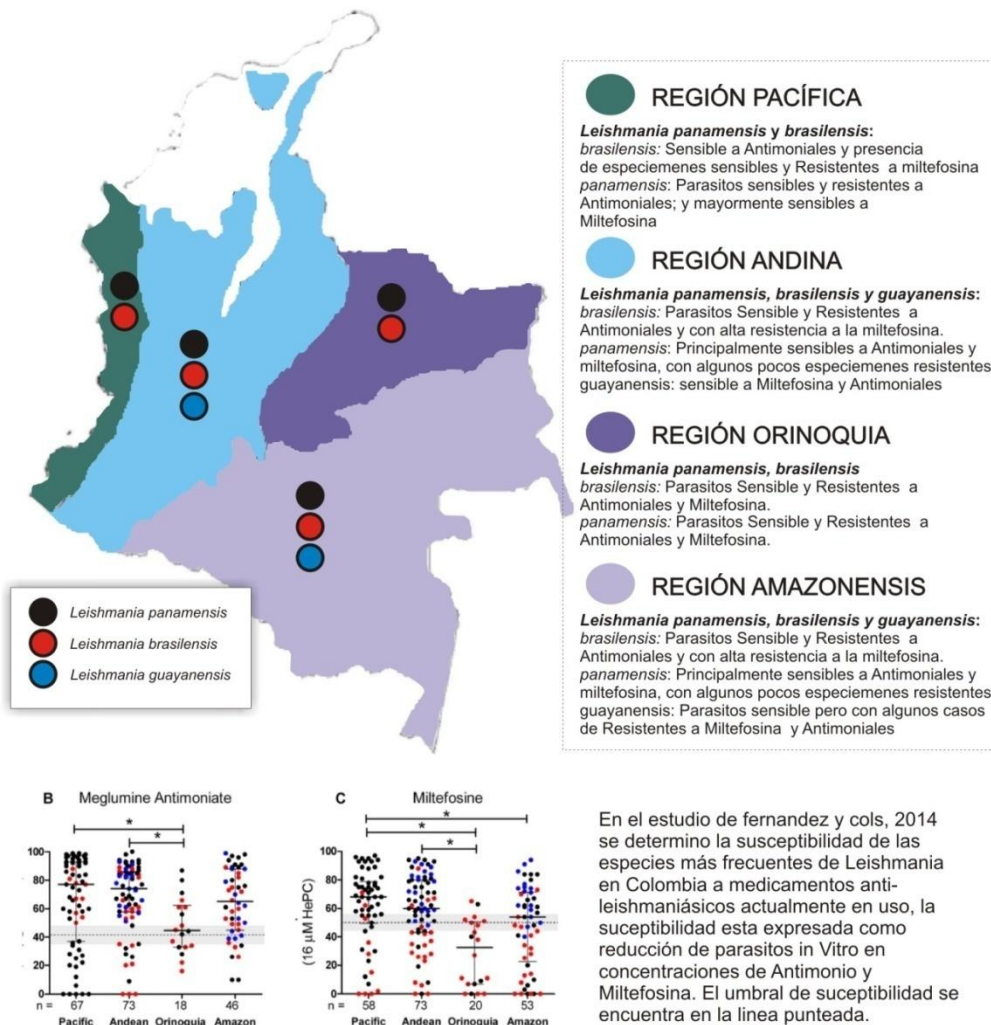 REGIÓN PACÍFICA
Leishmania panamensis y brasilensis:
brasilensis: Sensible a Antimoniales y presencia
de especiemenes sensibles y Resistentes a miltefosina
panamensis: Parasitos sensibles y resistentes a
Antimoniales; y mayormente sensibles a
Miltefosina
REGIÓN ANDINA
Leishmania panamensis, brasilensis y guayanensis:
brasilensis: Parasitos Sensible y Resistentes a
Antimoniales y con alta resistencia a la miltefosina.
panamensis: Principalmente sensibles a Antimoniales y
miltefosina, con algunos pocos especiemenes resistentes
guayanensis: sensible a Miltefosina y Antimoniales
REGIÓN ORINOQUIA
Leishmania panamensis, brasilensis
brasilensis: Parasitos Sensible y Resistentes a
Antimoniales y Miltefosina.
panamensis: Parasitos Sensible y Resistentes a
Antimoniales y Miltefosina.
REGIÓN AMAZONENSIS
Leishmania panamensis, brasilensis y guayanensis:
brasilensis: Parasitos Sensible y Resistentes a
Antimoniales y con alta resistencia a la miltefosina.
panamensis: Principalmente sensibles a Antimoniales y
miltefosina, con algunos pocos especiemenes resistentes
guayanensis: Parasitos sensible pero con algunos casos
de Resistentes a Miltefosina y Antimoniales
Leishmania panamensis
Leishmania brasilensis
Leishmania guayanensis
B Meglumine Antimoniate
* 
*
100
80
60
40
20
0
n = 67 73 18 46
Pacific Andean Orinoquia Amazon
C Miltefosine
*
*
*
(16 µM HePC)
100
80
60
40
20
0
n = 58 73 20 53
Pacific Andean Orinoquia Amazon
En el estudio de fernandez y cols, 2014
se determino la susceptibilidad de las
especies más frecuentes de Leishmania
en Colombia a medicamentos anti-
leishmaniásicos actualmente en uso, la
suceptibilidad esta expresada como
reducción de parasitos in Vitro en
concentraciones de Antimonio y
Miltefosina. El umbral de suceptibilidad se
encuentra en la linea punteada.